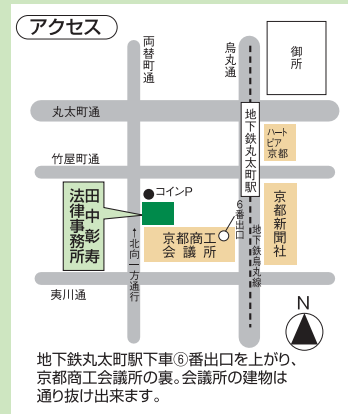 アクセス
両替町通
烏丸通
御所
丸太町通
地下鉄丸太町駅
ハート
ピア
京都
竹屋町通
コインP
6番出口
京都新聞社
田中彰寿
法律事務所
←北向一方通行
京都商工
会議所
地下鉄烏丸線
夷川通
N
地下鉄丸太町駅下車⑥番出口を上がり、
京都商工会議所の裏。会議所の建物は
通り抜け出来ます。